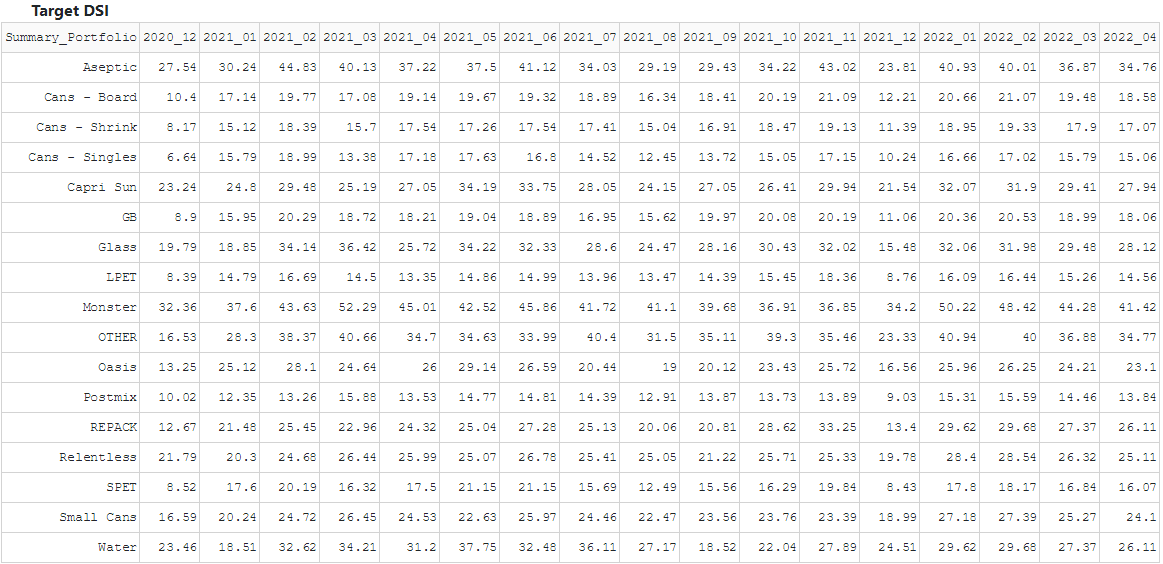 Target DSI
Summary_Portfolio 2020_12 2021_01 2021_02 2021_03 2021_04 2021_05 2021_06 2021_07 2021_08 2021_09 2021_10 2021_11 2021_12 2022_01 2022_02 2022_03 2022_04
Aseptic 27.54 30.24 44.83 40.13 37.22 37.5 41.12 34.03 29.19 29.43 34.22 43.02 23.81 40.93 40.01 36.87 34.76
Cans - Board 10.4 17.14 19.77 17.08 19.14 19.67 19.32 18.89 16.34 18.41 20.19 21.09 12.21 20.66 21.07 19.48 18.58
Cans - Shrink 8.17 15.12 18.39 15.7 17.54 17.26 17.54 17.41 15.04 16.91 18.47 19.13 11.39 18.95 19.33 17.9 17.07
Cans - Singles 6.64 15.79 18.99 13.38 17.18 17.63 16.8 14.52 12.45 13.72 15.05 17.15 10.24 16.66 17.02 15.79 15.06
Capri Sun 23.24 24.8 29.48 25.19 27.05 34.19 33.75 28.05 24.15 27.05 26.41 29.94 21.54 32.07 31.9 29.41 27.94
GB 8.9 15.95 20.29 18.72 18.21 19.04 18.89 16.95 15.62 19.97 20.08 20.19 11.06 20.36 20.53 18.99 18.06
Glass 19.79 18.85 34.14 36.42 25.72 34.22 32.33 28.6 24.47 28.16 30.43 32.02 15.48 32.06 31.98 29.48 28.12
LPET 8.39 14.79 16.69 14.5 13.35 14.86 14.99 13.96 13.47 14.39 15.45 18.36 8.76 16.09 16.44 15.26 14.56
Monster 32.36 37.6 43.63 52.29 45.01 42.52 45.86 41.72 41.1 39.68 36.91 36.85 34.2 50.22 48.42 44.28 41.42
OTHER 16.53 28.3 38.37 40.66 34.7 34.63 33.99 40.4 31.5 35.11 39.3 35.46 23.33 40.94 40 36.88 34.77
Oasis 13.25 25.12 28.1 24.64 26 29.14 26.59 20.44 19 20.12 23.43 25.72 16.56 25.96 26.25 24.21 23.1
Postmix 10.02 12.35 13.26 15.88 13.53 14.77 14.81 14.39 12.91 13.87 13.73 13.89 9.03 15.31 15.59 14.46 13.84
REPACK 12.67 21.48 25.45 22.96 24.32 25.04 27.28 25.13 20.06 20.81 28.62 33.25 13.4 29.62 29.68 27.37 26.11
Relentless 21.79 20.3 24.68 26.44 25.99 25.07 26.78 25.41 25.05 21.22 25.71 25.33 19.78 28.4 28.54 26.32 25.11
SPET 8.52 17.6 20.19 16.32 17.5 21.15 21.15 15.69 12.49 15.56 16.29 19.84 8.43 17.8 18.17 16.84 16.07
Small Cans 16.59 20.24 24.72 26.45 24.53 22.63 25.97 24.46 22.47 23.56 23.76 23.39 18.99 27.18 27.39 25.27 24.1
Water 23.46 18.51 32.62 34.21 31.2 37.75 32.48 36.11 27.17 18.52 22.04 27.89 24.51 29.62 29.68 27.37 26.11